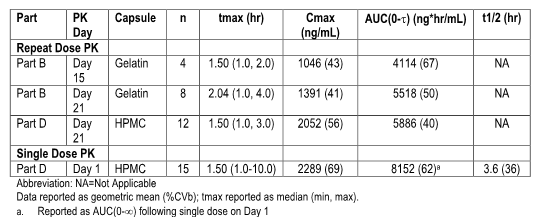 Part PK Day Capsule n tmax (hr) Cmax (ng/mL) AUC(0-τ) (ng*hr/mL) t1/2 (hr)
Repeat Dose PK
Part B Day 15 Gelatin 4 1.50 (1.0, 2.0) 1046 (43) 4114 (67) NA
Part B Day 21 Gelatin 8 2.04 (1.0, 4.0) 1391 (41) 5518 (50) NA
Part D Day 21 HPMC 12 1.50 (1.0, 3.0) 2052 (56) 5886 (40) NA
Single Dose PK
Part D Day 1 HPMC 15 1.50 (1.0-10.0) 2289 (69) 8152 (62)a 3.6 (36)
Abbreviation: NA=Not Applicable
Data reported as geometric mean (%CVb); tmax reported as median (min, max).
a. Reported as AUC(0-∞) following single dose on Day 1